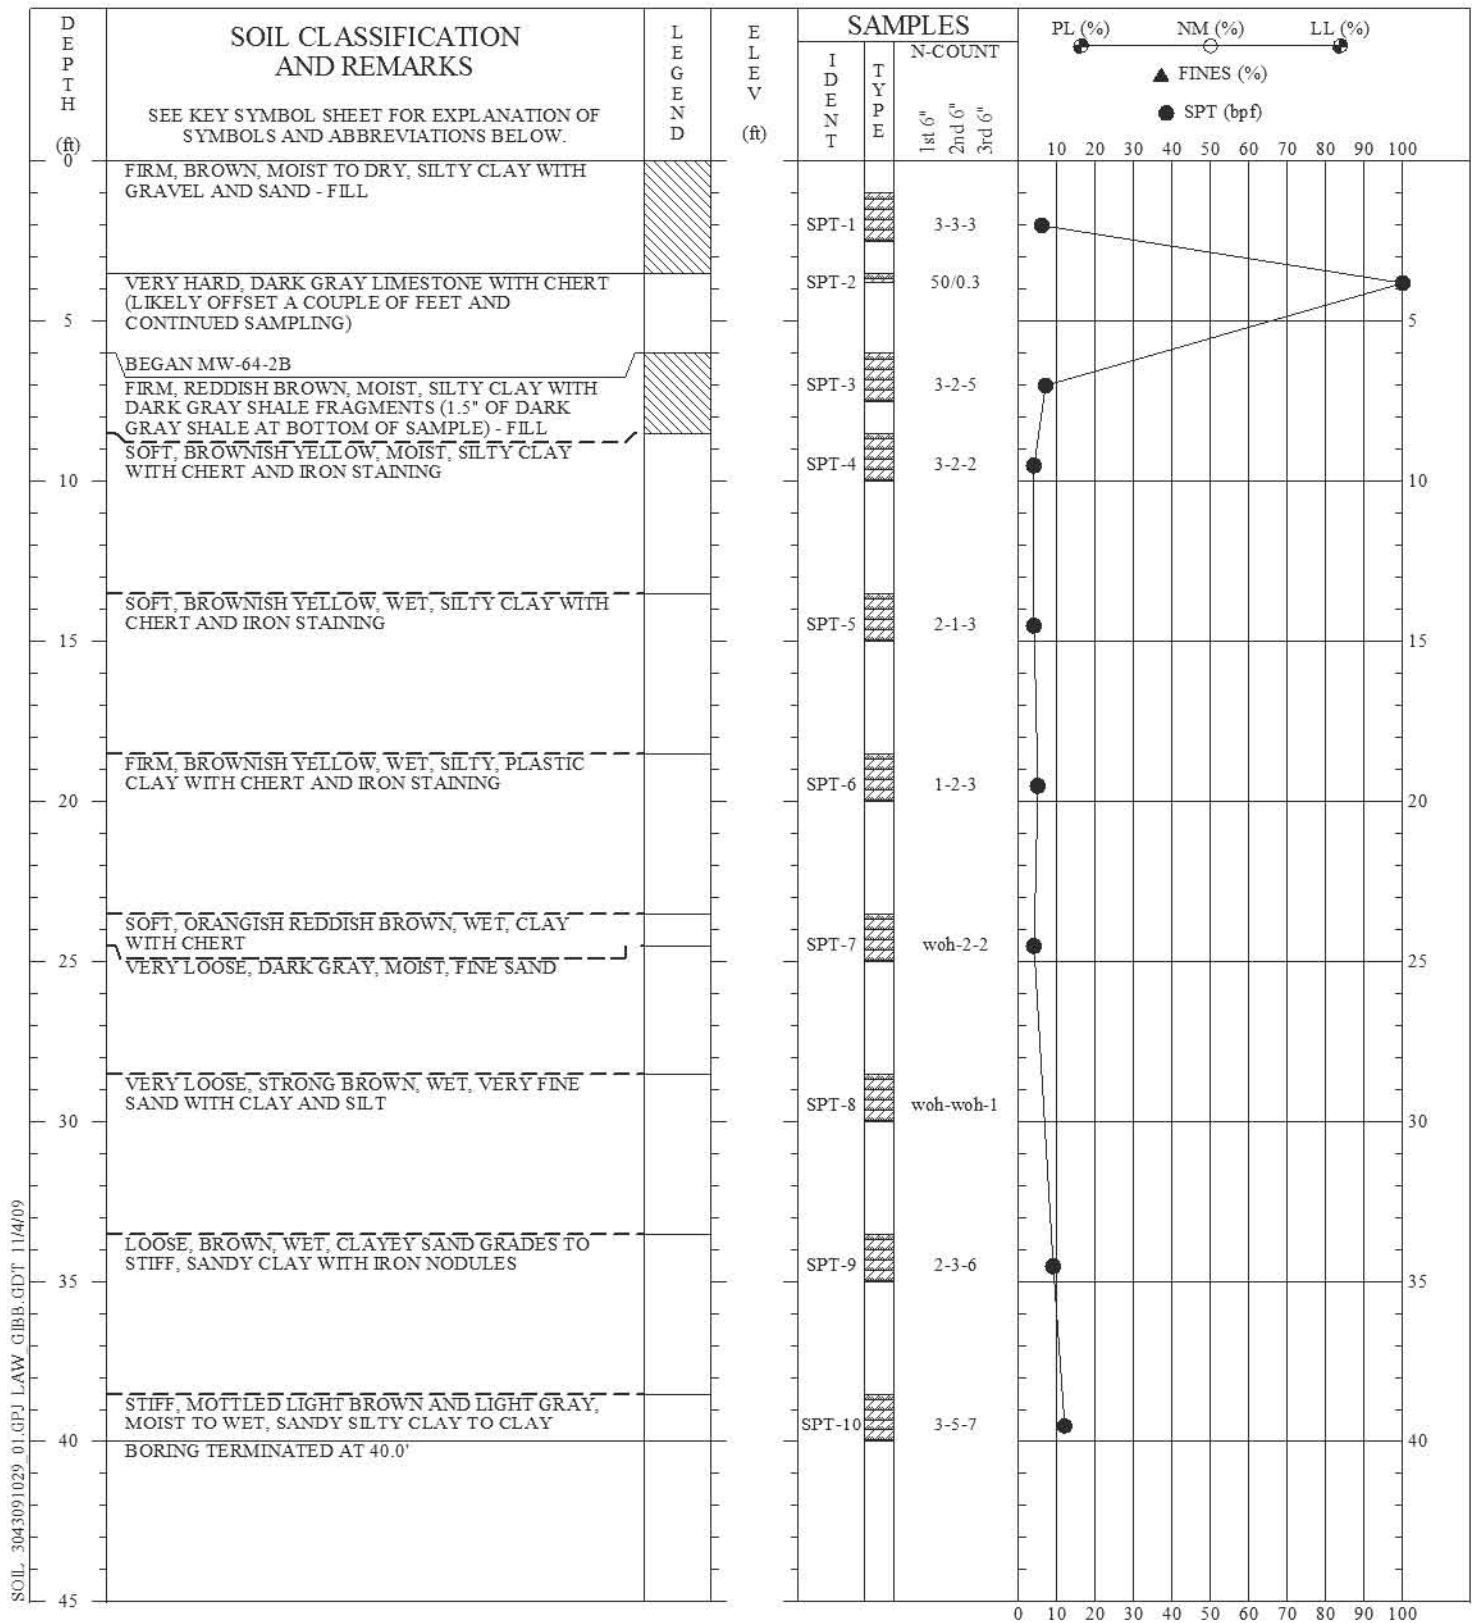 DEPTH
(ft)
SOIL CLASSIFICATION
AND REMARKS
SEE KEY SYMBOL SHEET FOR EXPLANATION OF
SYMBOLS AND ABBREVIATIONS BELOW.
LEGEND
ELEV
(ft)
SAMPLES
IDENT
TYPE
N-COUNT
1st 6"
2nd 6"
3rd 6"
PL (%)
NM (%)
LL (%)
▲ FINES (%)
● SPT (bpf)
0
10 20 30 40 50 60 70 80 90 100
FIRM, BROWN, MOIST TO DRY, SILTY CLAY WITH
GRAVEL AND SAND - FILL
SPT-1 3-3-3
VERY HARD, DARK GRAY LIMESTONE WITH CHERT
(LIKELY OFFSET A COUPLE OF FEET AND
CONTINUED SAMPLING)
SPT-2 50/0.3
5 5
BEGAN MW-64-2B
FIRM, REDDISH BROWN, MOIST, SILTY CLAY WITH
DARK GRAY SHALE FRAGMENTS (1.5" OF DARK
GRAY SHALE AT BOTTOM OF SAMPLE) - FILL
SPT-3 3-2-5
SOFT, BROWNISH YELLOW, MOIST, SILTY CLAY
WITH CHERT AND IRON STAINING
SPT-4 3-2-2
10 10
SOFT, BROWNISH YELLOW, WET, SILTY CLAY WITH
CHERT AND IRON STAINING
SPT-5 2-1-3
15 15
FIRM, BROWNISH YELLOW, WET, SILTY, PLASTIC
CLAY WITH CHERT AND IRON STAINING
SPT-6 1-2-3
20 20
SOFT, ORANGISH REDDISH BROWN, WET, CLAY
WITH CHERT
SPT-7 woh-2-2
25 25
VERY LOOSE, DARK GRAY, MOIST, FINE SAND
VERY LOOSE, STRONG BROWN, WET, VERY FINE
SAND WITH CLAY AND SILT
SPT-8 woh-woh-1
30 30
LOOSE, BROWN, WET, CLAYEY SAND GRADES TO
STIFF, SANDY CLAY WITH IRON NODULES
SPT-9 2-3-6
35 35
STIFF, MOTTLED LIGHT BROWN AND LIGHT GRAY,
MOIST TO WET, SANDY SILTY CLAY TO CLAY
SPT-10 3-5-7
40 40
BORING TERMINATED AT 40.0'
45
0 10 20 30 40 50 60 70 80 90 100
SOIL 3043091029_01.GPJ LAW_GIBB.GDT 11/4/09